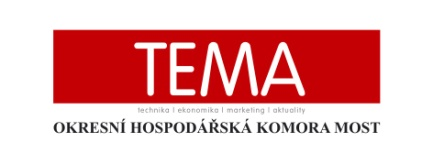 TEMA
technika | ekonomika | marketing | aktuality
OKRESNÍ HOSPODÁŘSKÁ KOMORA MOST